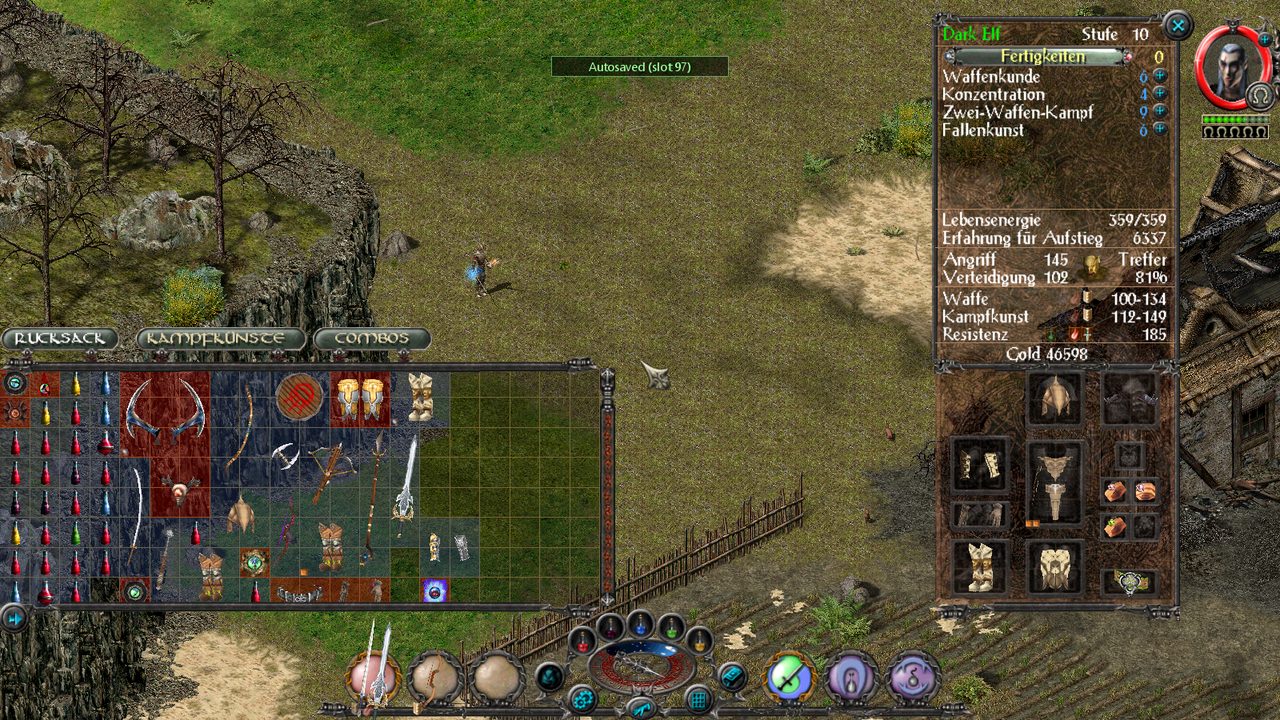 Autosaved (slot 97)
Dark Elf Stufe 10
Fertigkeiten 0
Waffenkunde 6
Konzentration 4
Zwei-Waffen-Kampf 9
Fallenkunst 6
Lebensenergie 359/359
Erfahrung für Aufstieg 6337
Angriff 145 Treffer
Verteidigung 102 81%
Waffe 100-134
Kampfkunst 112-149
Resistenz 185
Gold 46598
RUCKSACK KAMPFKÜNSTE COMBOS